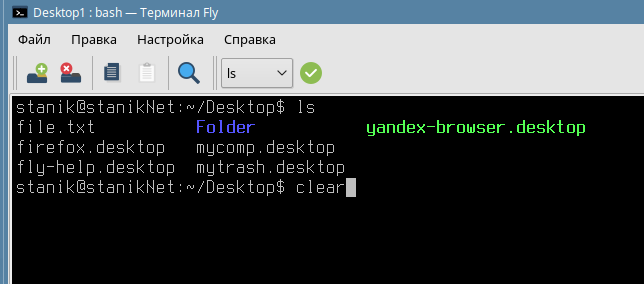 Desktop1 : bash — Терминал Fly
Файл Правка Настройка Справка
ls
stanik@stanikNet:~/Desktop$ ls
file.txt Folder yandex-browser.desktop
firefox.desktop mycomp.desktop
fly-help.desktop mytrash.desktop
stanik@stanikNet:~/Desktop$ clear